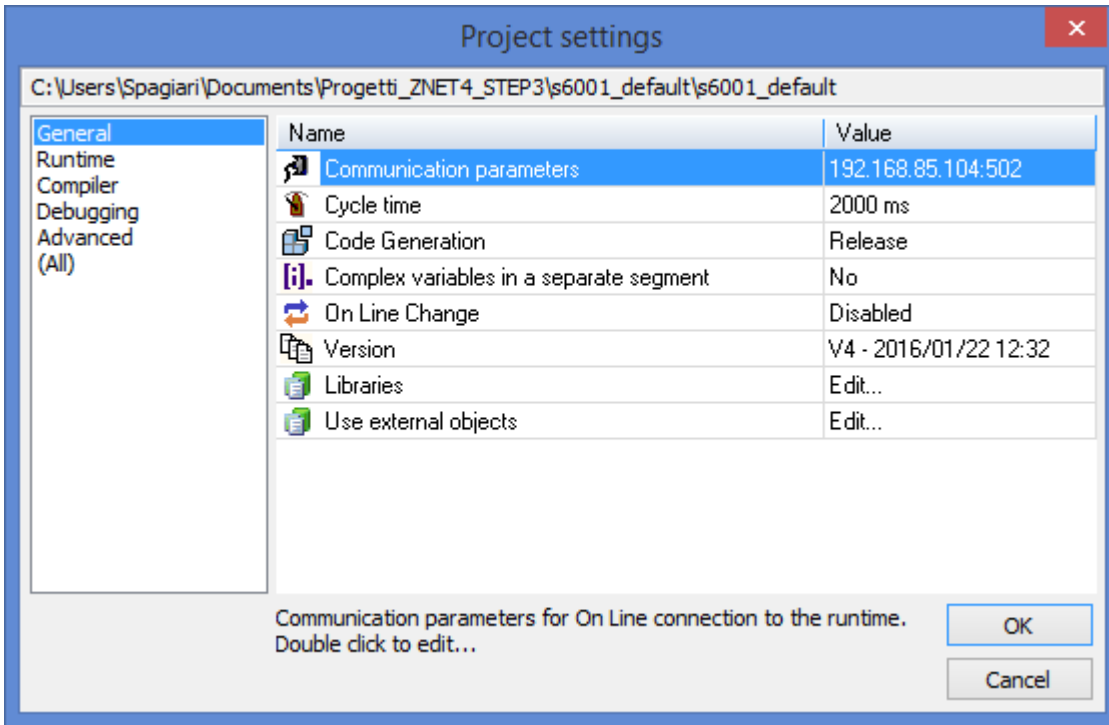 Project settings
C:\Users\Spagiari\Documents\Progetti_ZNET4_STEP3\s6001_default\s6001_default
General
Runtime
Compiler
Debugging
Advanced
(All)
Name Value
Communication parameters 192.168.85.104:502
Cycle time 2000 ms
Code Generation Release
Complex variables in a separate segment No
On Line Change Disabled
Version V4 - 2016/01/22 12:32
Libraries Edit...
Use external objects Edit...
Communication parameters for On Line connection to the runtime.
Double click to edit...
OK
Cancel